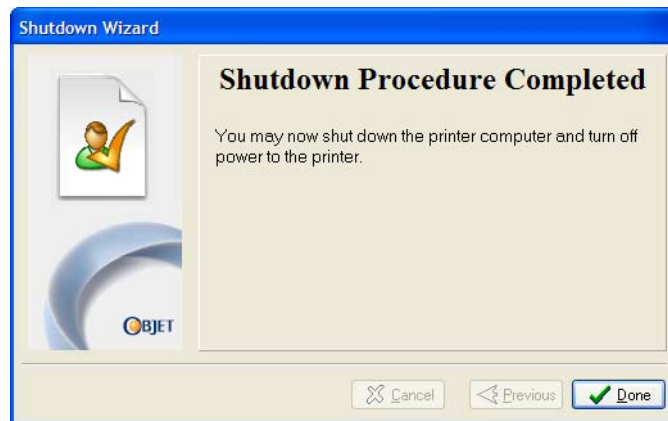 Shutdown Wizard
Shutdown Procedure Completed
You may now shut down the printer computer and turn off
power to the printer.
OBJET
Cancel
Previous
Done